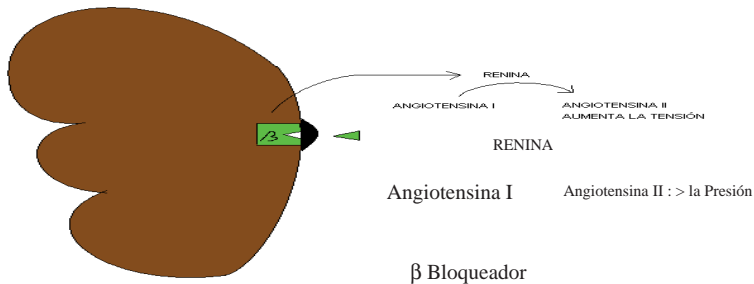 RENINA
ANGIOTENSINA I
ANGIOTENSINA II
AUMENTA LA TENSIÓN
β
RENINA
Angiotensina I
Angiotensina II : > la Presión
β Bloqueador